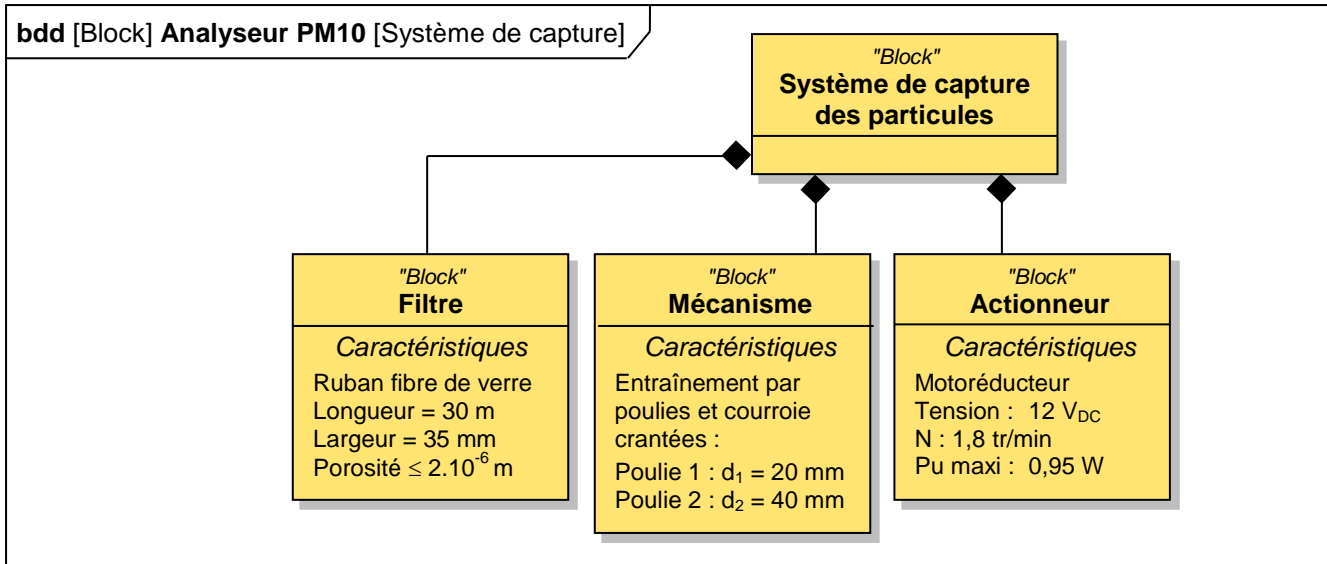 bdd [Block] Analyseur PM10 [Système de capture]
"Block"
Système de capture
des particules
"Block"
Filtre
Caractéristiques
Ruban fibre de verre
Longueur = 30 m
Largeur = 35 mm
Porosité ≤ 2.10⁻⁶ m
"Block"
Mécanisme
Caractéristiques
Entraînement par
poulies et courroie
crantées :
Poulie 1 : d₁ = 20 mm
Poulie 2 : d₂ = 40 mm
"Block"
Actionneur
Caractéristiques
Motoréducteur
Tension : 12 V_DC
N : 1,8 tr/min
Pu maxi : 0,95 W